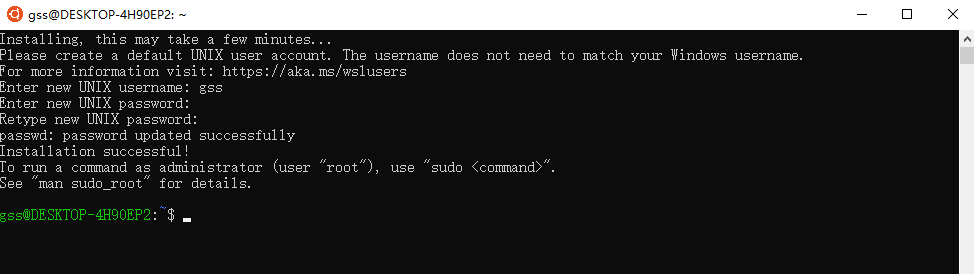 gss@DESKTOP-4H90EP2: ~
Installing, this may take a few minutes...
Please create a default UNIX user account. The username does not need to match your Windows username.
For more information visit: https://aka.ms/wslusers
Enter new UNIX username: gss
Enter new UNIX password:
Retype new UNIX password:
passwd: password updated successfully
Installation successful!
To run a command as administrator (user "root"), use "sudo <command>".
See "man sudo_root" for details.
gss@DESKTOP-4H90EP2:~$